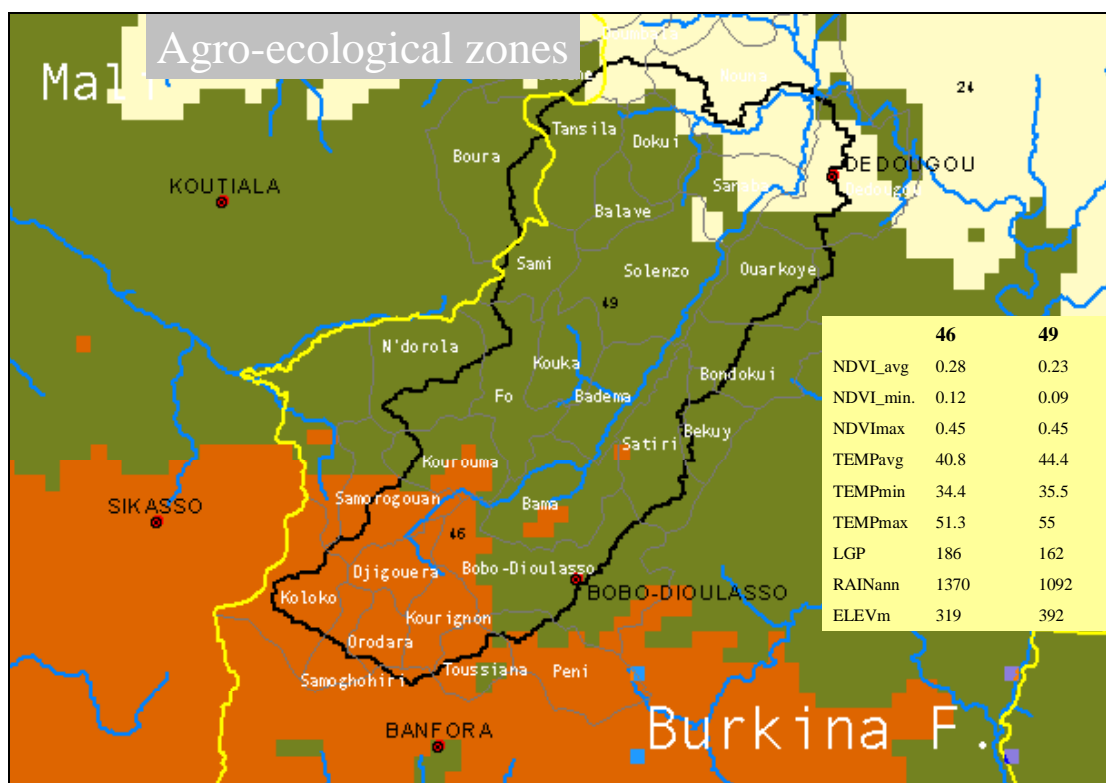 Agro-ecological zones
Mali
Nouna
24
Tansila
Dokui
Boura
DEDOUGOU
KOUTIALA
Sanaba
Dedougou
Balave
Sami
Solenzo
Ouarkoye
49
N'dorola
Kouka
Bondokui
Fo
Badema
Satiri
Bekuy
Kourouma
Samorogouan
SIKASSO
Bama
46
Djigouera
Bobo-Dioulasso
BOBO-DIOULASSO
Koloko
Kourignon
Orodara
Toussiana
Peni
Samoghohiri
BANFORA
Burkina F.
46 49
NDVI_avg 0.28 0.23
NDVI_min. 0.12 0.09
NDVImax 0.45 0.45
TEMPavg 40.8 44.4
TEMPmin 34.4 35.5
TEMPmax 51.3 55
LGP 186 162
RAINann 1370 1092
ELEVm 319 392